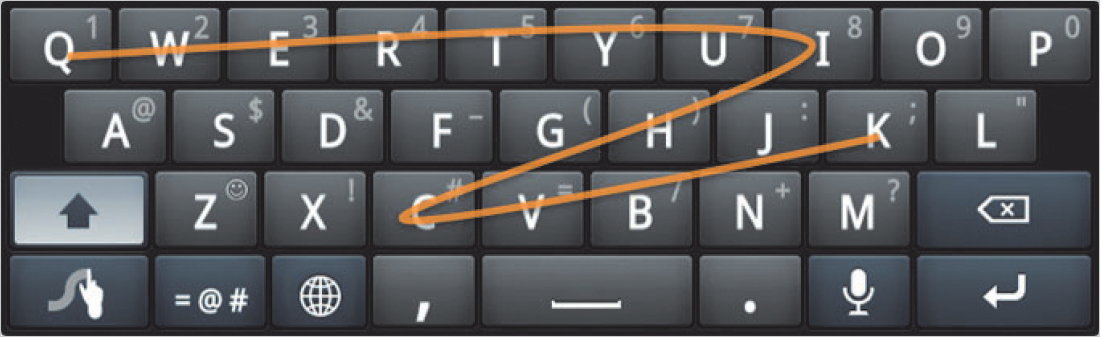 Q 1 W 2 E 3 R 4 T 5 Y 6 U 7 I 8 O 9 P 0
A @ S $ D & F - G ( H ) J : K ; L "
Z X ! C # V = B / N + M ?
= @ # , .